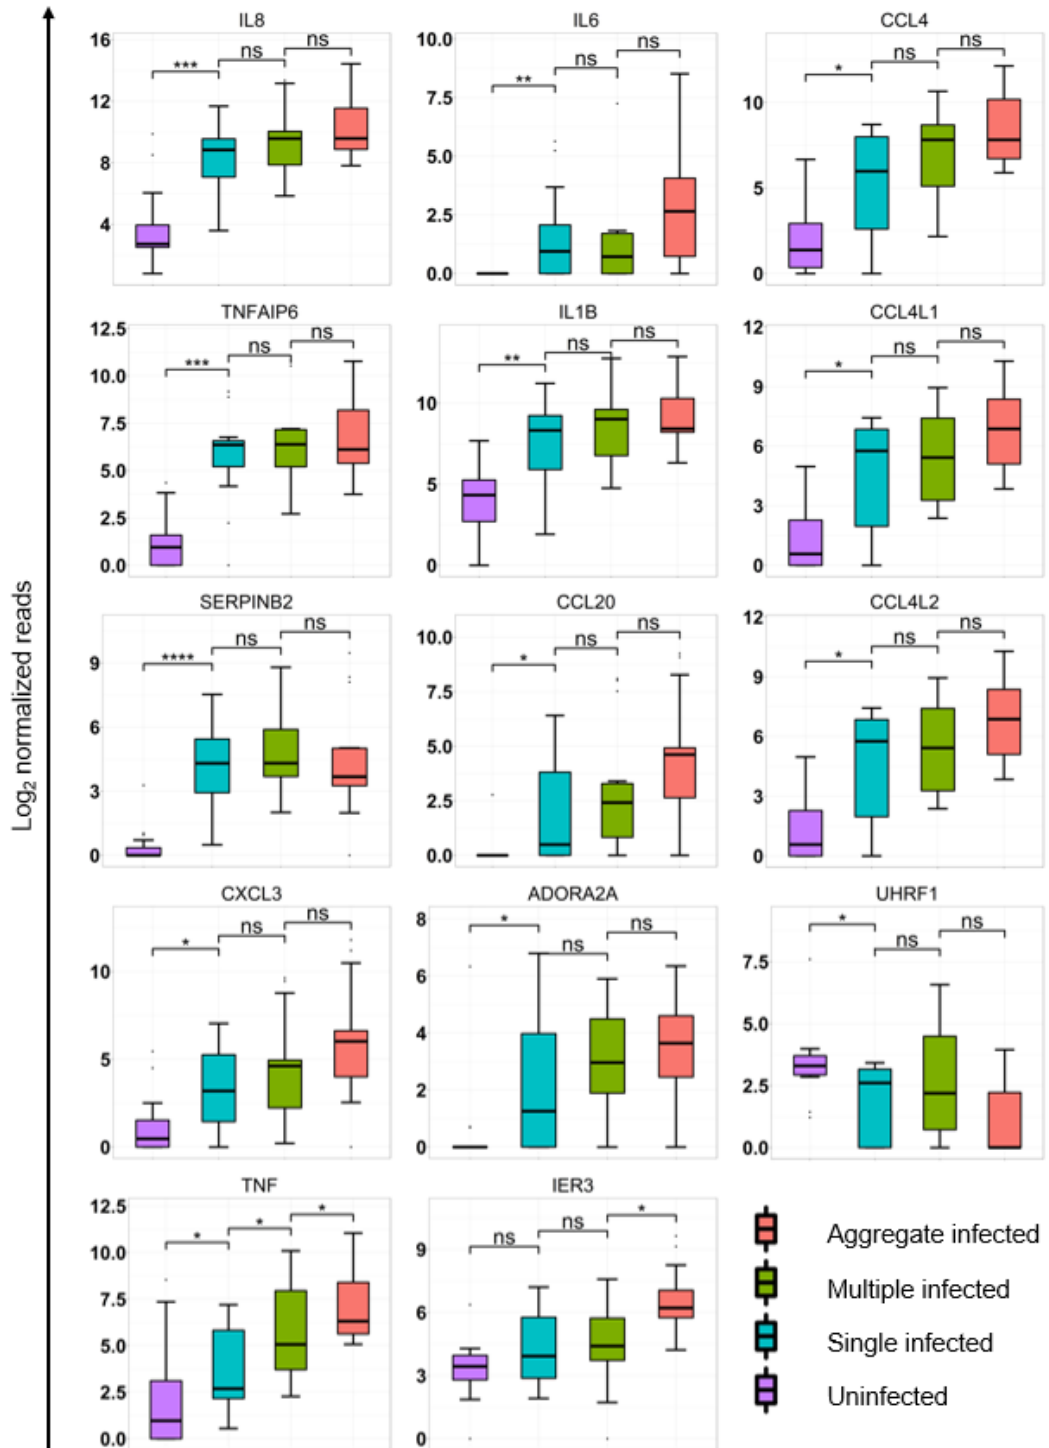 Log₂ normalized reads
IL8
16
12
8
4
***
ns
ns
IL6
10.0
7.5
5.0
2.5
0.0
**
ns
ns
CCL4
10
5
0
*
ns
ns
TNFAIP6
12.5
10.0
7.5
5.0
2.5
0.0
***
ns
ns
IL1B
10
5
0
**
ns
ns
CCL4L1
12
9
6
3
0
*
ns
ns
SERPINB2
9
6
3
0
****
ns
ns
CCL20
10.0
7.5
5.0
2.5
0.0
*
ns
ns
CCL4L2
12
9
6
3
0
*
ns
ns
CXCL3
10
5
0
*
ns
ns
ADORA2A
8
6
4
2
0
*
ns
ns
UHRF1
7.5
5.0
2.5
0.0
*
ns
ns
TNF
12.5
10.0
7.5
5.0
2.5
0.0
*
*
*
IER3
9
6
3
0
ns
ns
*
Aggregate infected
Multiple infected
Single infected
Uninfected